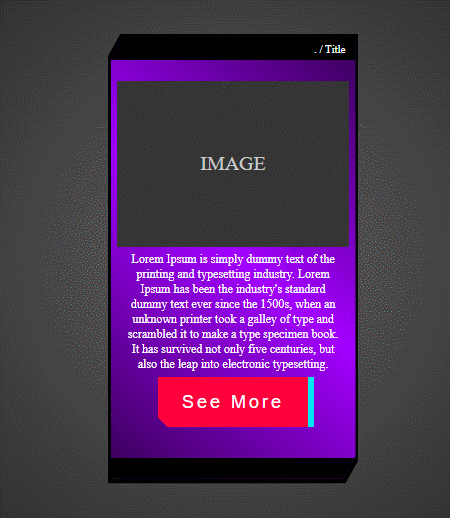 . / Title
IMAGE
Lorem Ipsum is simply dummy text of the
printing and typesetting industry. Lorem
Ipsum has been the industry's standard
dummy text ever since the 1500s, when an
unknown printer took a galley of type and
scrambled it to make a type specimen book.
It has survived not only five centuries, but
also the leap into electronic typesetting.
See More